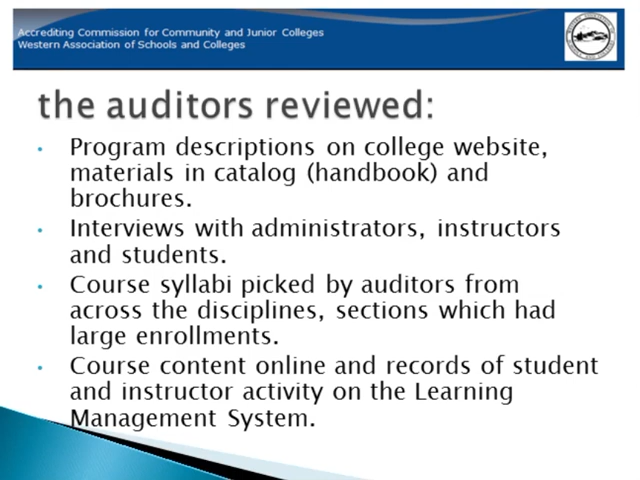 Accrediting Commission for Community and Junior Colleges
Western Association of Schools and Colleges
the auditors reviewed:
• Program descriptions on college website,
materials in catalog (handbook) and
brochures.
• Interviews with administrators, instructors
and students.
• Course syllabi picked by auditors from
across the disciplines, sections which had
large enrollments.
• Course content online and records of student
and instructor activity on the Learning
Management System.